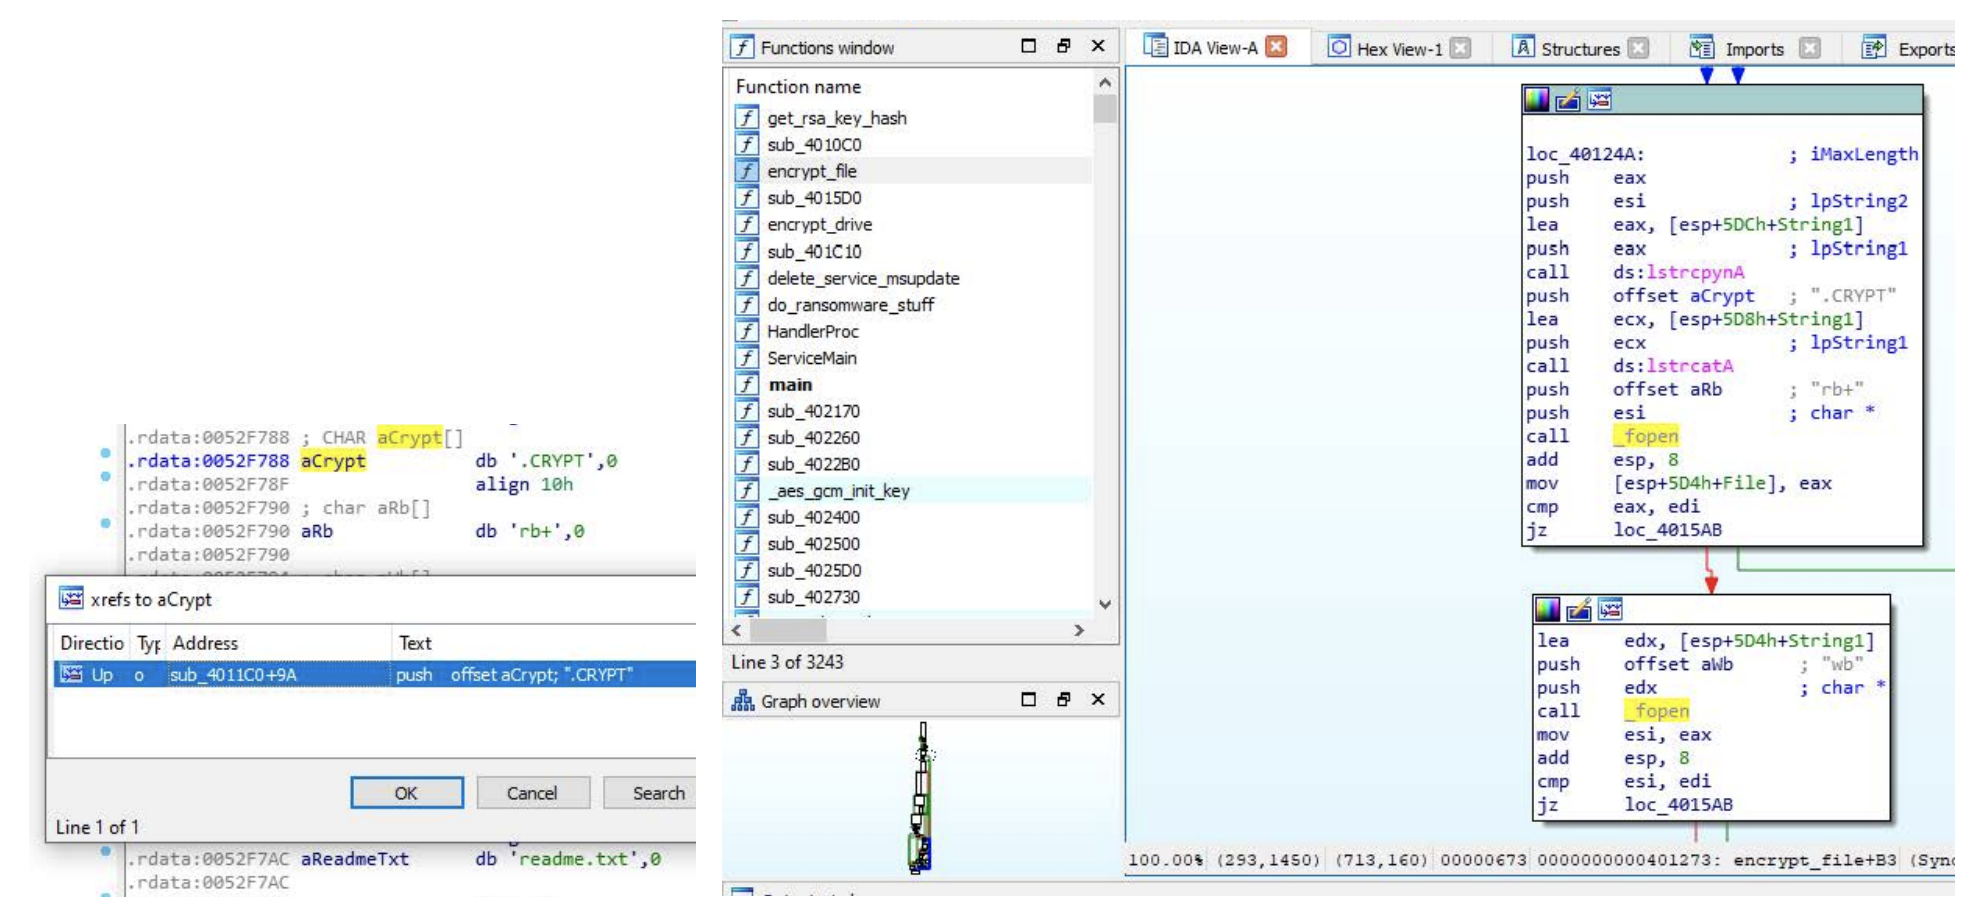 .rdata:0052F788 ; CHAR aCrypt[]
.rdata:0052F788 aCrypt db '.CRYPT',0
.rdata:0052F78F align 10h
.rdata:0052F790 ; char aRb[]
.rdata:0052F790 aRb db 'rb+',0
.rdata:0052F790
xrefs to aCrypt
Directio Typ Address Text
Up o sub_4011C0+9A push offset aCrypt; ".CRYPT"
OK Cancel Search
Line 1 of 1
.rdata:0052F7AC aReadmeTxt db 'readme.txt',0
.rdata:0052F7AC
Functions window
Function name
f get_rsa_key_hash
f sub_4010C0
f encrypt_file
f sub_4015D0
f encrypt_drive
f sub_401C10
f delete_service_msupdate
f do_ransomware_stuff
f HandlerProc
f ServiceMain
f main
f sub_402170
f sub_402260
f sub_4022B0
f _aes_gcm_init_key
f sub_402400
f sub_402500
f sub_4025D0
f sub_402730
Line 3 of 3243
Graph overview
IDA View-A Hex View-1 Structures Imports Exports
loc_40124A: ; iMaxLength
push eax
push esi ; lpString2
lea eax, [esp+5DCh+String1]
push eax ; lpString1
call ds:lstrcpynA
push offset aCrypt ; ".CRYPT"
lea ecx, [esp+5D8h+String1]
push ecx ; lpString1
call ds:lstrcatA
push offset aRb ; "rb+"
push esi ; char *
call _fopen
add esp, 8
mov [esp+5D4h+File], eax
cmp eax, edi
jz loc_4015AB
lea edx, [esp+5D4h+String1]
push offset aWb ; "wb"
push edx ; char *
call _fopen
mov esi, eax
add esp, 8
cmp esi, edi
jz loc_4015AB
100.00% (293,1450) (713,160) 00000673 0000000000401273: encrypt_file+B3 (Sync